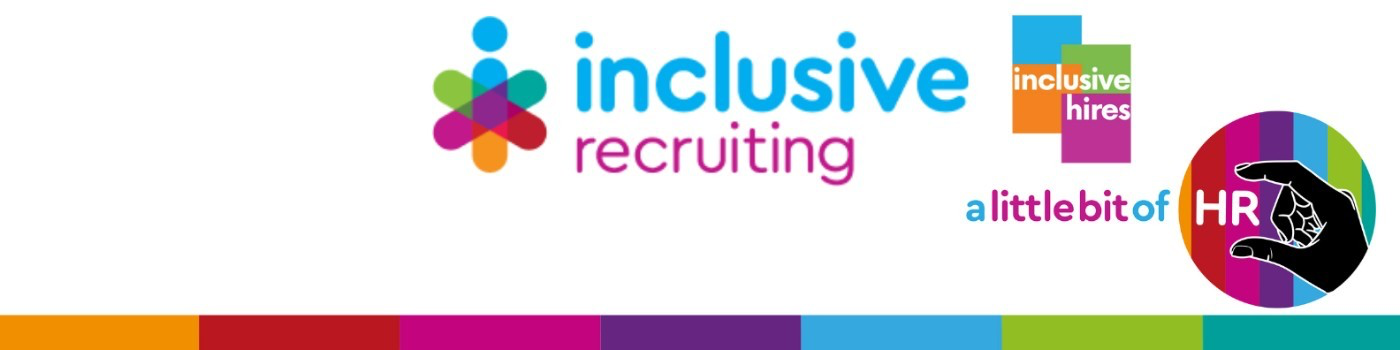 inclusive
recruiting
inclusive
hires
a little bit of HR